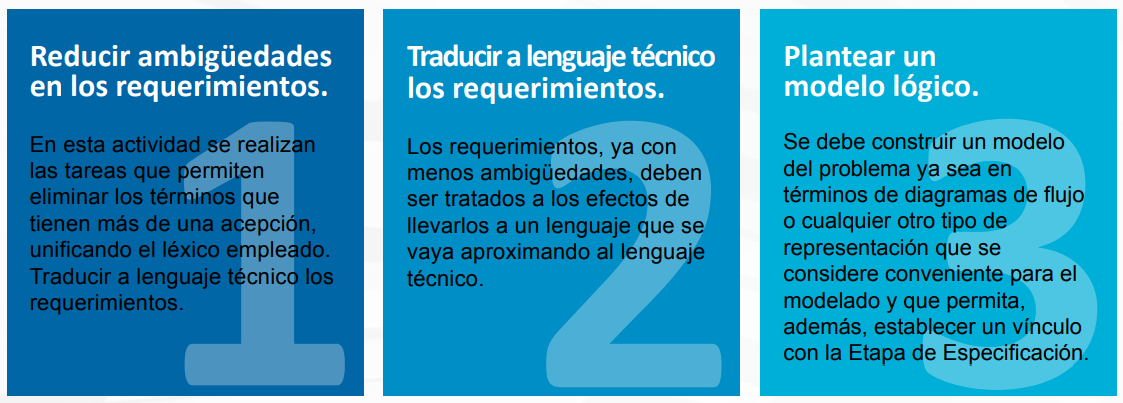 Reducir ambigüedades
en los requerimientos.
1
En esta actividad se realizan
las tareas que permiten
eliminar los términos que
tienen más de una acepción,
unificando el léxico empleado.
Traducir a lenguaje técnico los
requerimientos.
Traducir a lenguaje técnico
los requerimientos.
2
Los requerimientos, ya con
menos ambigüedades, deben
ser tratados a los efectos de
llevarlos a un lenguaje que se
vaya aproximando al lenguaje
técnico.
Plantear un
modelo lógico.
3
Se debe construir un modelo
del problema ya sea en
términos de diagramas de flujo
o cualquier otro tipo de
representación que se
considere conveniente para el
modelado y que permita,
además, establecer un vínculo
con la Etapa de Especificación.